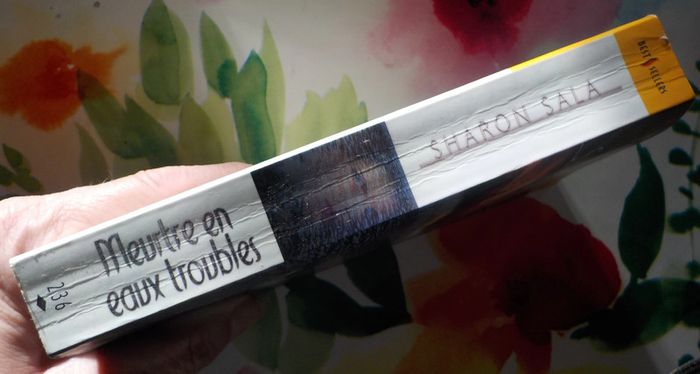 BEST SELLERS
SHARON SALA
Meurtre en
eaux troubles
236